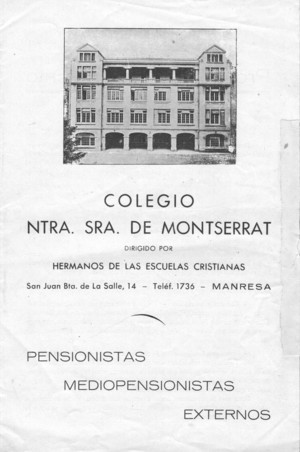 COLEGIO
NTRA. SRA. DE MONTSERRAT
DIRIGIDO POR
HERMANOS DE LAS ESCUELAS CRISTIANAS
San Juan Bta. de La Salle, 14 – Teléf. 1736 – MANRESA
PENSIONISTAS
MEDIOPENSIONISTAS
EXTERNOS